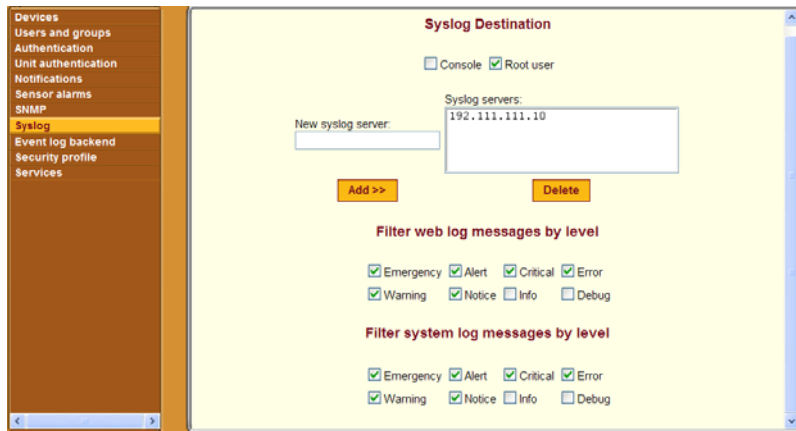 Devices
Users and groups
Authentication
Unit authentication
Notifications
Sensor alarms
SNMP
Syslog
Event log backend
Security profile
Services
Syslog Destination
Console Root user
Syslog servers:
192.111.111.10
New syslog server:
Add >> Delete
Filter web log messages by level
Emergency Alert Critical Error
Warning Notice Info Debug
Filter system log messages by level
Emergency Alert Critical Error
Warning Notice Info Debug